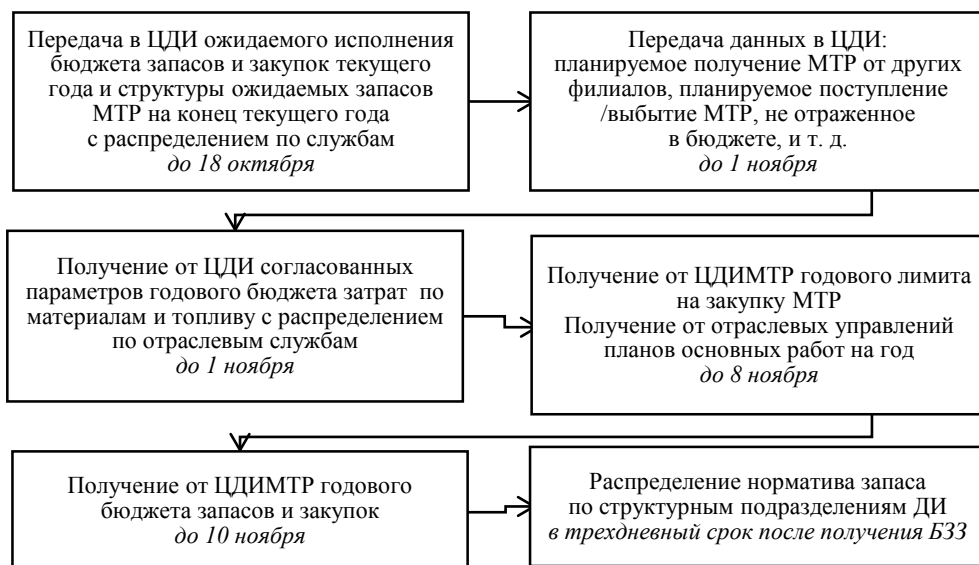 Передача в ЦДИ ожидаемого исполнения
бюджета запасов и закупок текущего
года и структуры ожидаемых запасов
МТР на конец текущего года
с распределением по службам
до 18 октября
Передача данных в ЦДИ:
планируемое получение МТР от других
филиалов, планируемое поступление
/выбытие МТР, не отраженное
в бюджете, и т. д.
до 1 ноября
Получение от ЦДИ согласованных
параметров годового бюджета затрат по
материалам и топливу с распределением
по отраслевым службам
до 1 ноября
Получение от ЦДИМТР годового лимита
на закупку МТР
Получение от отраслевых управлений
планов основных работ на год
до 8 ноября
Получение от ЦДИМТР годового
бюджета запасов и закупок
до 10 ноября
Распределение норматива запаса
по структурным подразделениям ДИ
в трехдневный срок после получения БЗЗ